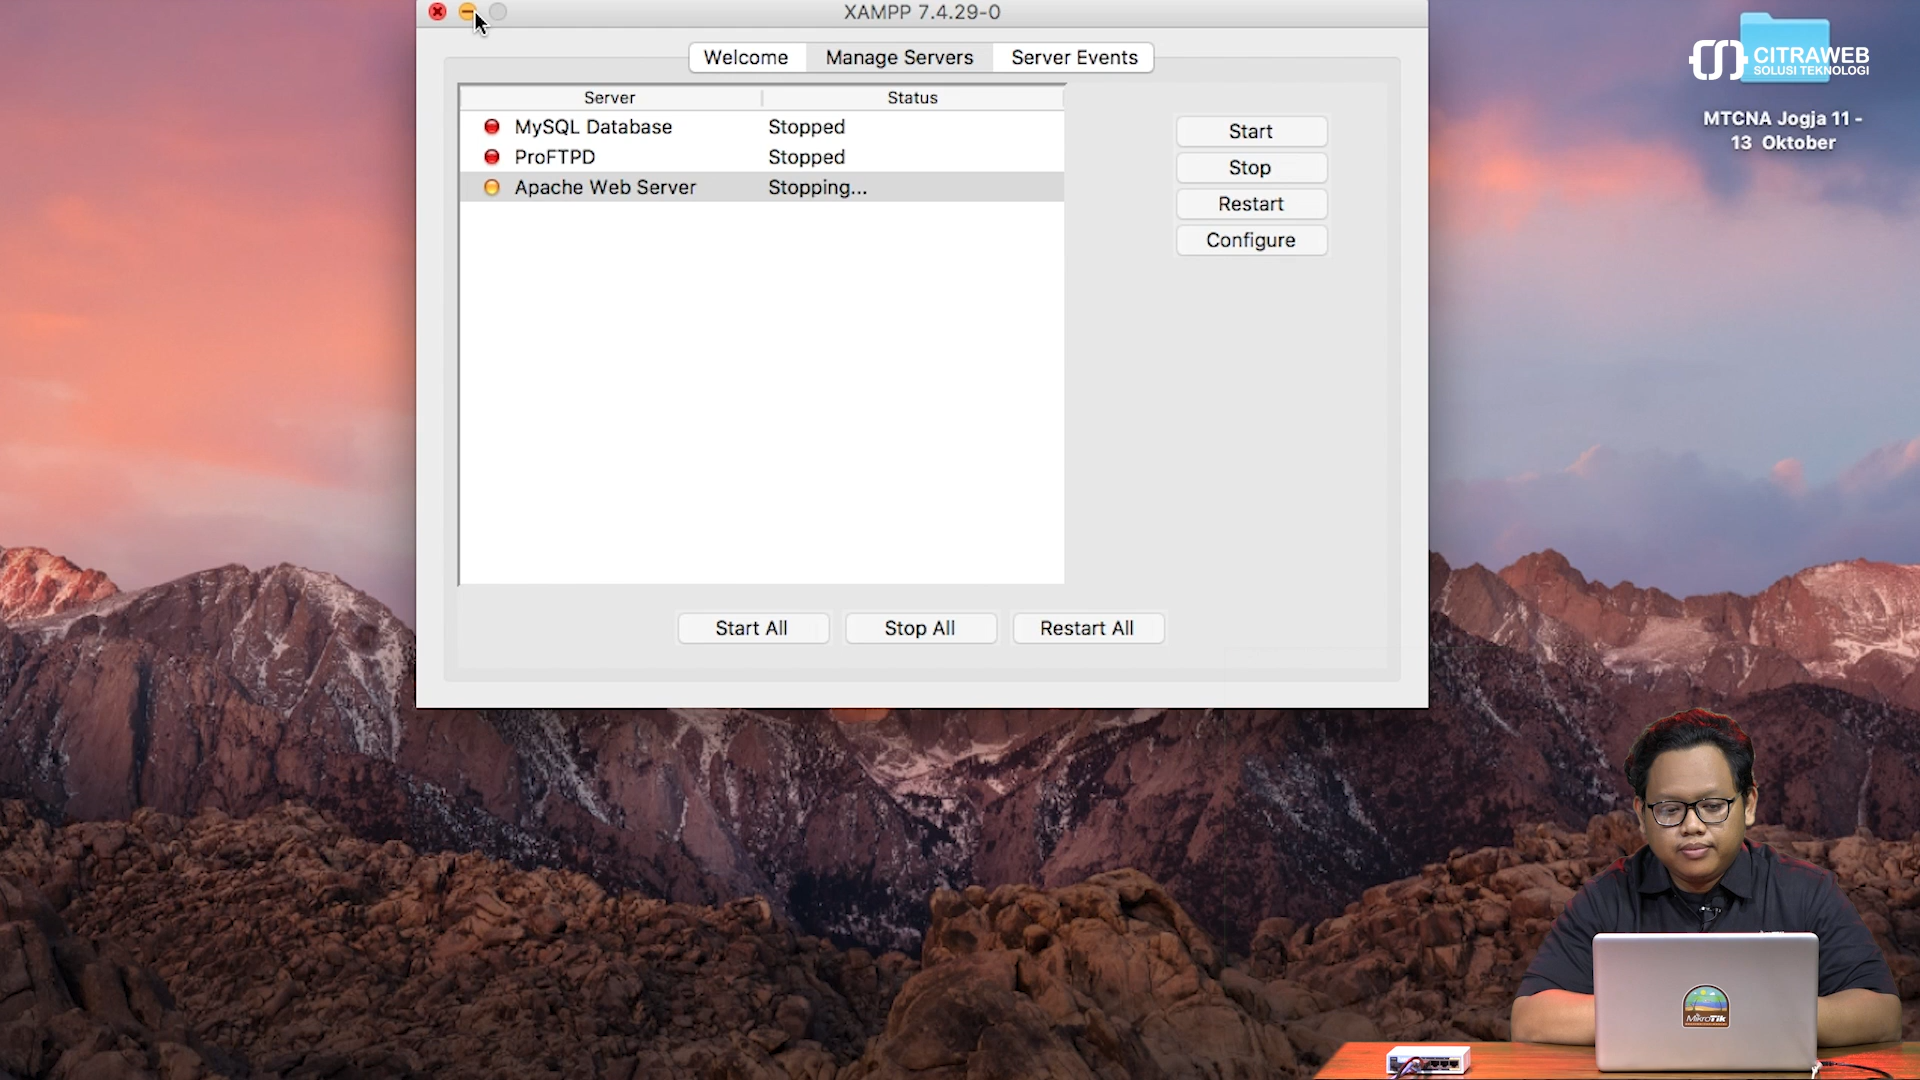 XAMPP 7.4.29-0
Welcome
Manage Servers
Server Events
Server
Status
MySQL Database
Stopped
ProFTPD
Stopped
Apache Web Server
Stopping...
Start
Stop
Restart
Configure
Start All
Stop All
Restart All
CITRAWEB
SOLUSI TEKNOLOGI
MTCNA Jogja 11 -
13 Oktober
MikroTik